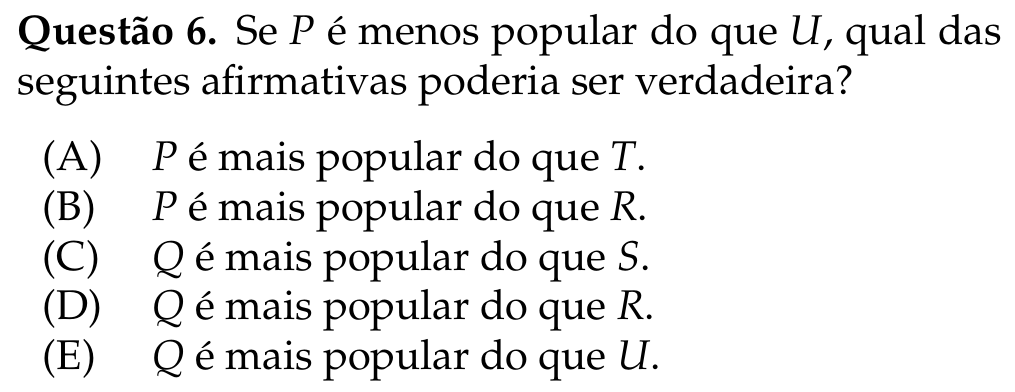 Questão 6. Se P é menos popular do que U, qual das
seguintes afirmativas poderia ser verdadeira?
(A) P é mais popular do que T.
(B) P é mais popular do que R.
(C) Q é mais popular do que S.
(D) Q é mais popular do que R.
(E) Q é mais popular do que U.